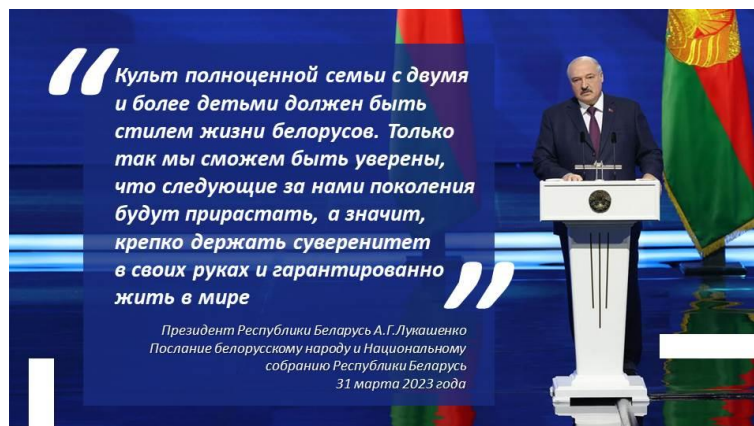 “
Культ полноценной семьи с двумя
и более детьми должен быть
стилем жизни белорусов. Только
так мы сможем быть уверены,
что следующие за нами поколения
будут прирастать, а значит,
крепко держать суверенитет
в своих руках и гарантированно
жить в мире
”
Президент Республики Беларусь А.Г.Лукашенко
Послание белорусскому народу и Национальному
собранию Республики Беларусь
31 марта 2023 года